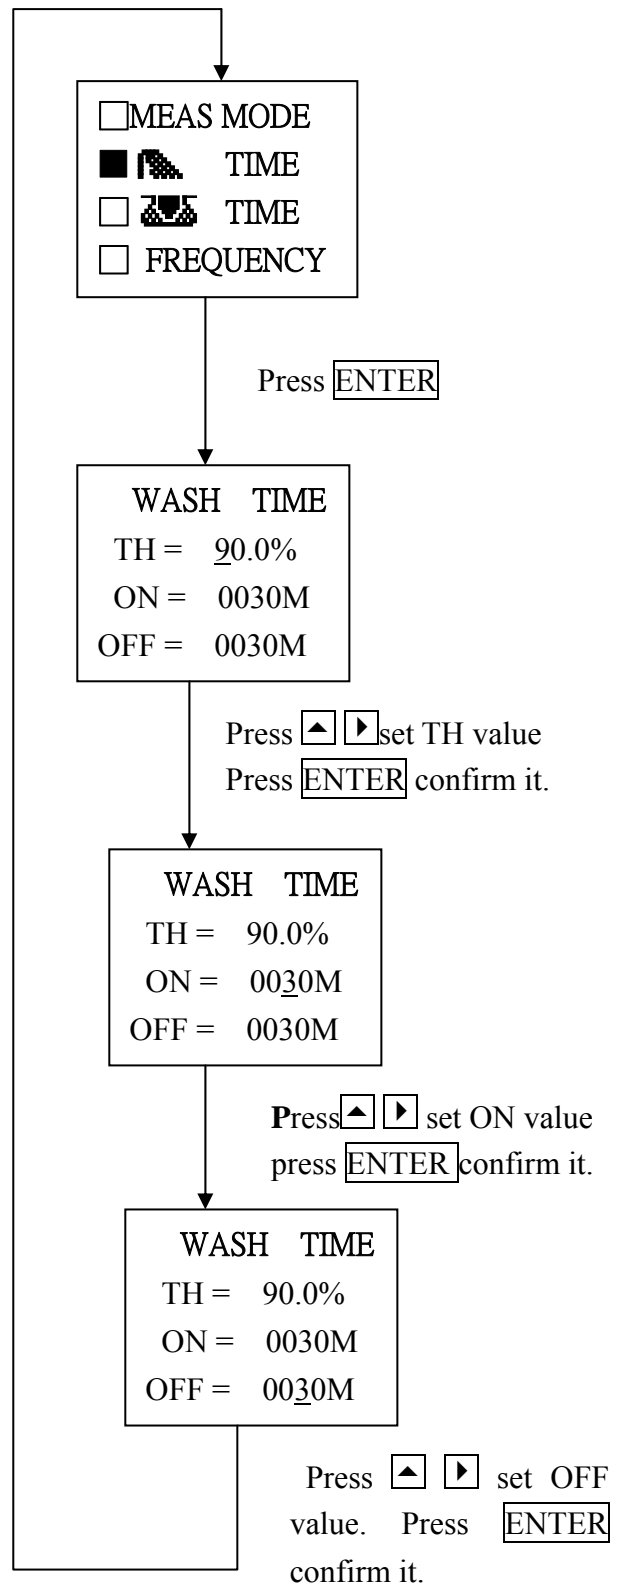 □MEAS MODE
■ TIME
□ TIME
□ FREQUENCY
Press ENTER
WASH TIME
TH = 90.0%
ON = 0030M
OFF = 0030M
Press ▲ ▶ set TH value
Press ENTER confirm it.
WASH TIME
TH = 90.0%
ON = 0030M
OFF = 0030M
Press ▲ ▶ set ON value
press ENTER confirm it.
WASH TIME
TH = 90.0%
ON = 0030M
OFF = 0030M
Press ▲ ▶ set OFF
value. Press ENTER
confirm it.